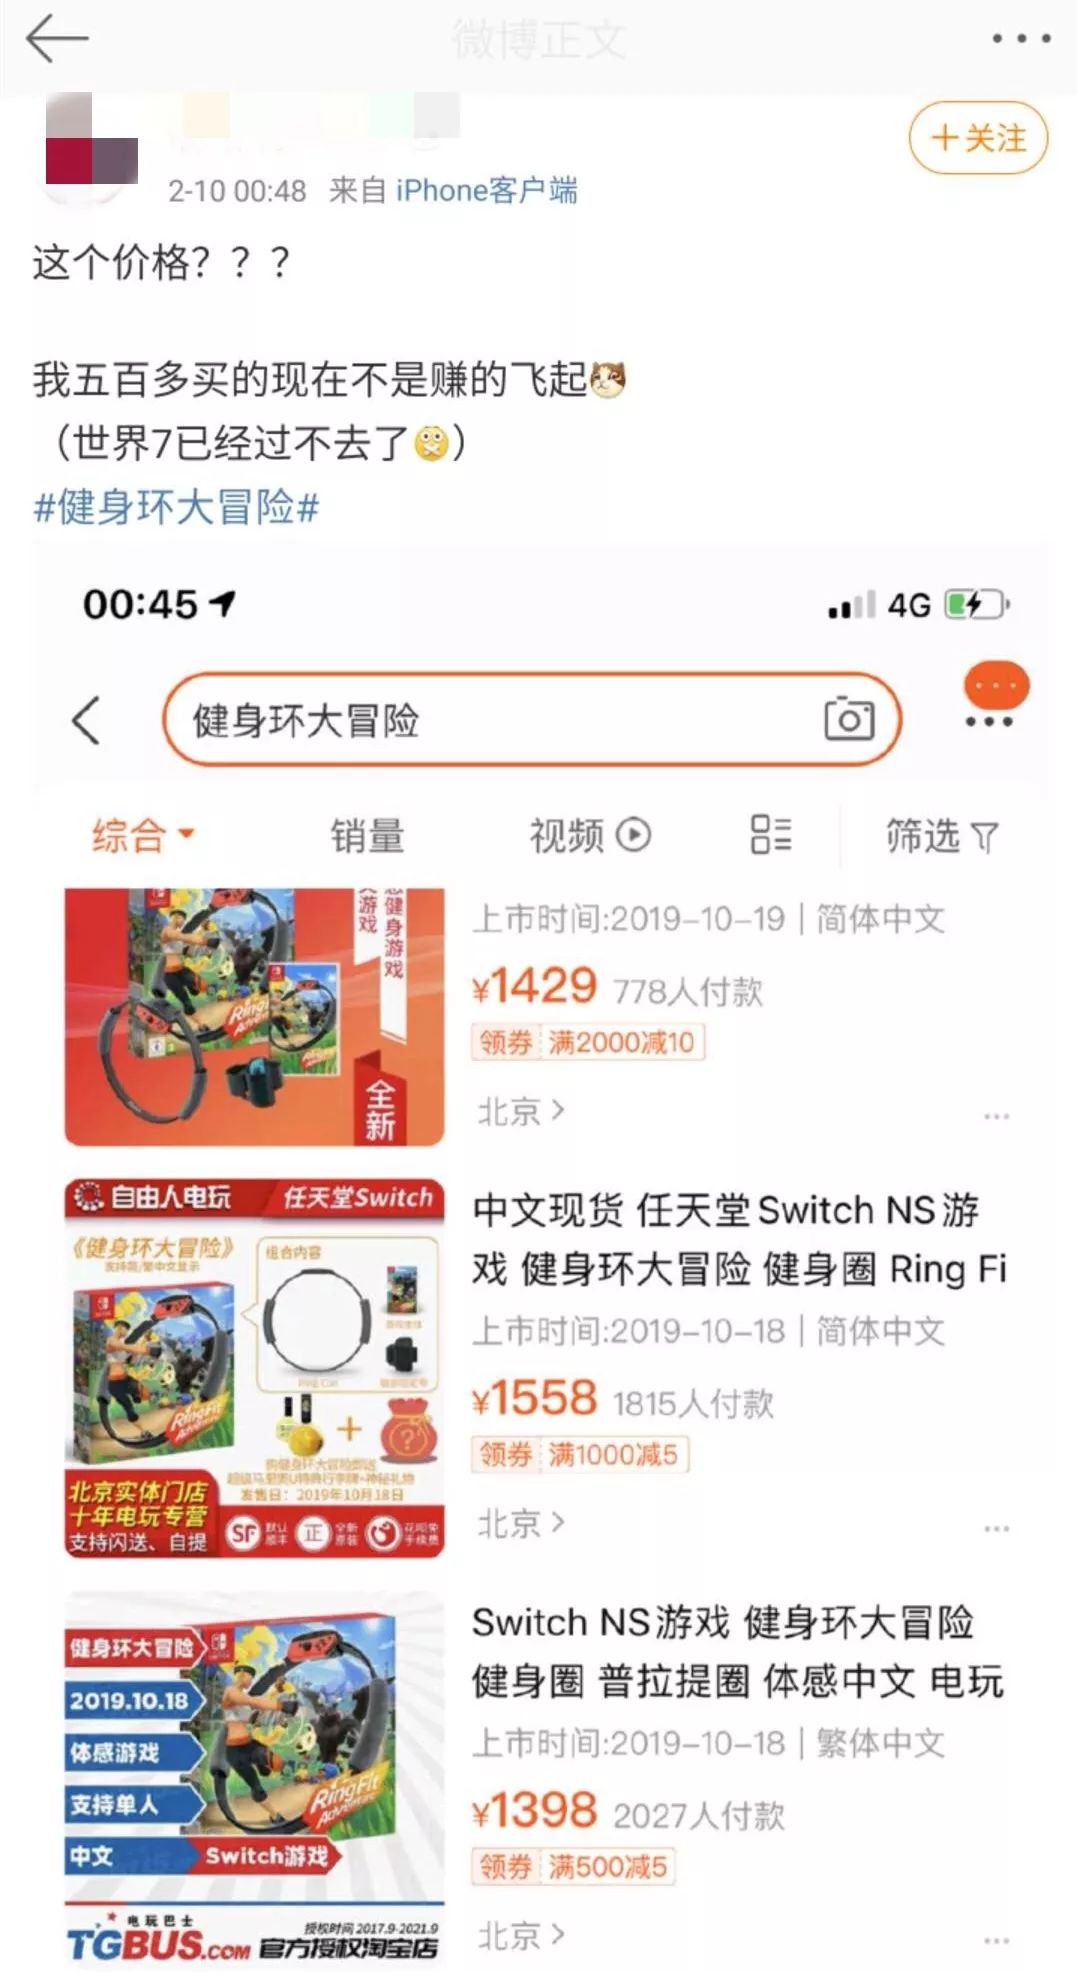 微博正文
+关注
2-10 00:48 来自 iPhone客户端
这个价格？？？
我五百多买的现在不是赚的飞起
（世界7已经过不去了）
#健身环大冒险#
00:45
4G
健身环大冒险
综合
销量
视频
筛选
健身游戏
游戏
全新
上市时间:2019-10-19 | 简体中文
¥1429 778人付款
领券 满2000减10
北京 >
自由人电玩
任天堂Switch
《健身环大冒险》
组合内容
北京实体门店
十年电玩专营
支持闪送、自提
发售日：2019年10月18日
SF
正
中文现货 任天堂Switch NS游
戏 健身环大冒险 健身圈 Ring Fi
上市时间:2019-10-18 | 简体中文
¥1558 1815人付款
领券 满1000减5
北京 >
健身环大冒险
2019.10.18
体感游戏
支持单人
中文
Switch游戏
RingFit
Adventure
电玩巴士
TGBUS.COM
授权时间 2017.9-2021.9
官方授权淘宝店
Switch NS游戏 健身环大冒险
健身圈 普拉提圈 体感中文 电玩
上市时间:2019-10-18 | 繁体中文
¥1398 2027人付款
领券 满500减5
北京 >